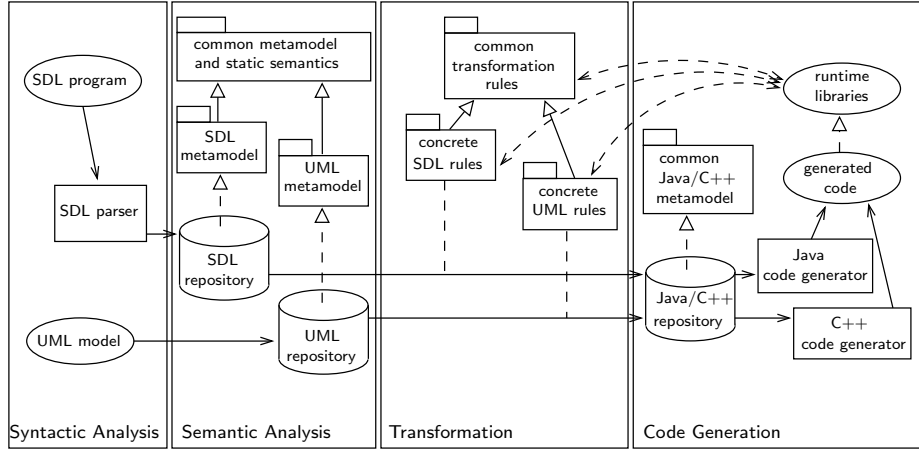 SDL program
SDL parser
UML model
Syntactic Analysis
common metamodel
and static semantics
SDL
metamodel
UML
metamodel
SDL
repository
UML
repository
Semantic Analysis
common
transformation
rules
concrete
SDL rules
concrete
UML rules
Transformation
runtime
libraries
common
Java/C++
metamodel
generated
code
Java/C++
repository
Java
code generator
C++
code generator
Code Generation